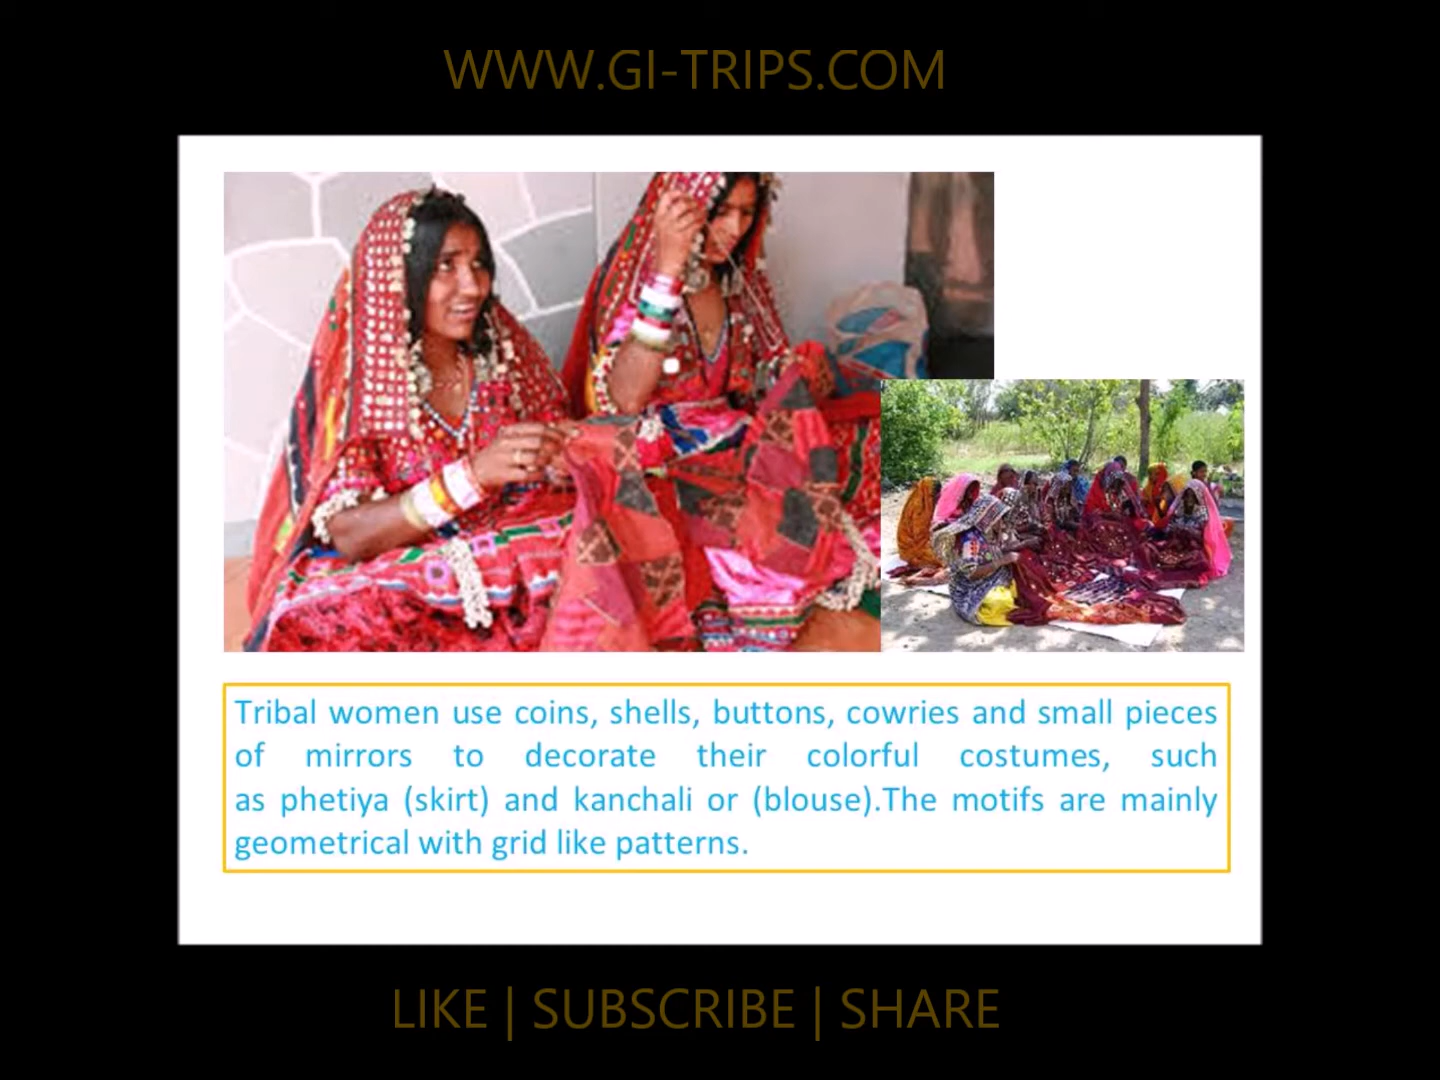 WWW.GI-TRIPS.COM
Tribal women use coins, shells, buttons, cowries and small pieces
of mirrors to decorate their colorful costumes, such
as phetiya (skirt) and kanchali or (blouse).The motifs are mainly
geometrical with grid like patterns.
LIKE | SUBSCRIBE | SHARE